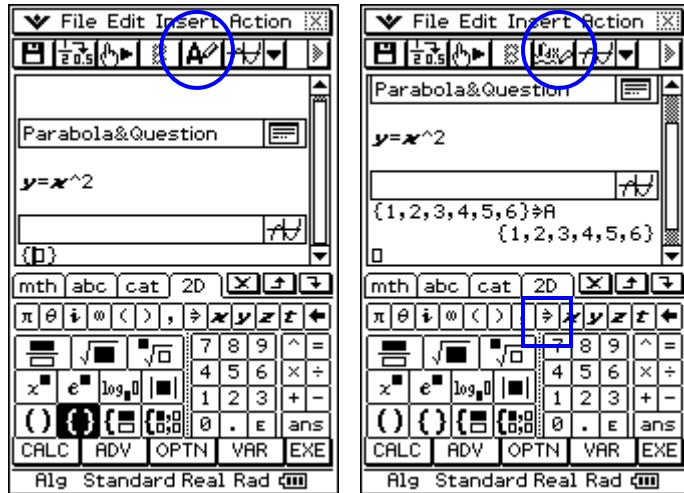 File Edit Insert Action
Parabola&Question
y=x^2
{}
mth abc cat 2D
π θ i ∞ ( ) , ⇒ x y z t
7 8 9 ^ =
4 5 6 × ÷
1 2 3 + -
0 . E ans
CALC ADV OPTN VAR EXE
Alg Standard Real Rad
File Edit Insert Action
Parabola&Question
y=x^2
{1,2,3,4,5,6}⇒A
{1,2,3,4,5,6}
mth abc cat 2D
π θ i ∞ ( ) , ⇒ x y z t
7 8 9 ^ =
4 5 6 × ÷
1 2 3 + -
0 . E ans
CALC ADV OPTN VAR EXE
Alg Standard Real Rad